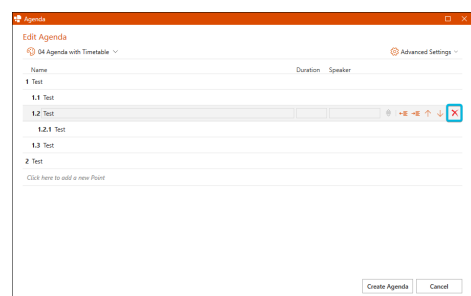 Agenda
Edit Agenda
04 Agenda with Timetable
Advanced Settings
Name Duration Speaker
1 Test
1.1 Test
1.2 Test
1.2.1 Test
1.3 Test
2 Test
Click here to add a new Point
Create Agenda Cancel